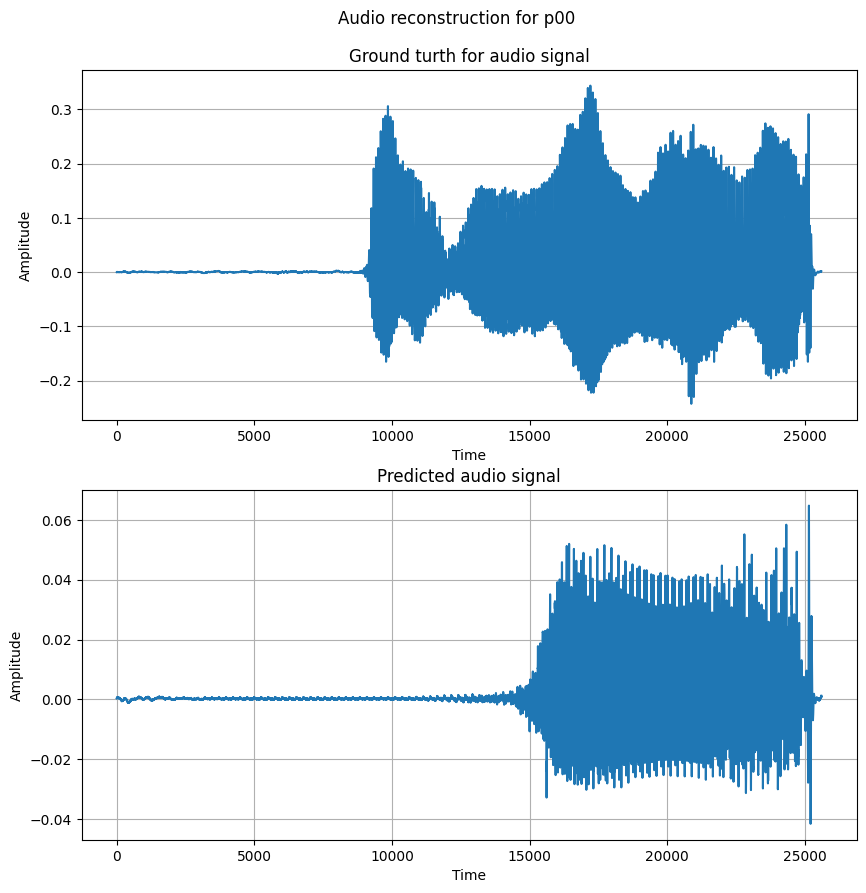 Audio reconstruction for p00
Ground turth for audio signal
0.3
0.2
0.1
0.0
−0.1
−0.2
Amplitude
0 5000 10000 15000 20000 25000
Time
Predicted audio signal
0.06
0.04
0.02
0.00
−0.02
−0.04
Amplitude
0 5000 10000 15000 20000 25000
Time